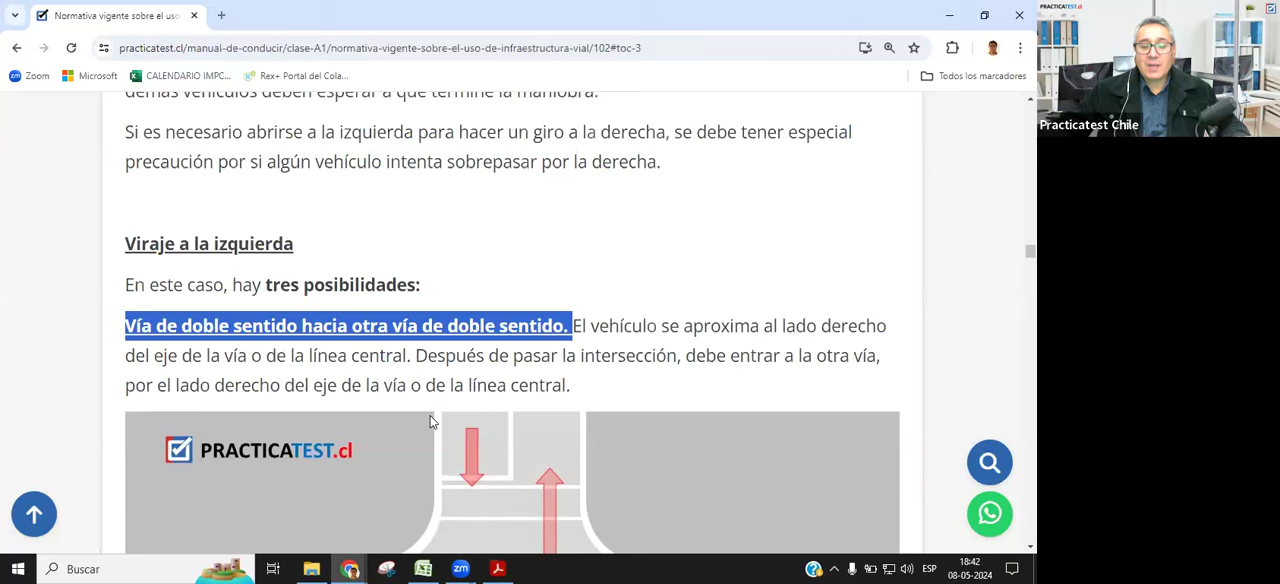 Normativa vigente sobre el uso
practicatest.cl/manual-de-conducir/clase-A1/normativa-vigente-sobre-el-uso-de-infraestructura-vial/102#toc-3
Zoom
Microsoft
CALENDARIO IMPC...
Rex+ Portal del Cola...
Todos los marcadores
demás vehículos deben esperar a que termine la maniobra.
Si es necesario abrirse a la izquierda para hacer un giro a la derecha, se debe tener especial
precaución por si algún vehículo intenta sobrepasar por la derecha.
Viraje a la izquierda
En este caso, hay tres posibilidades:
Vía de doble sentido hacia otra vía de doble sentido. El vehículo se aproxima al lado derecho
del eje de la vía o de la línea central. Después de pasar la intersección, debe entrar a la otra vía,
por el lado derecho del eje de la vía o de la línea central.
PRACTICATEST.cl
Buscar
ESP
18:42
08-05-2024
PRACTICATEST.cl
Practicatest Chile